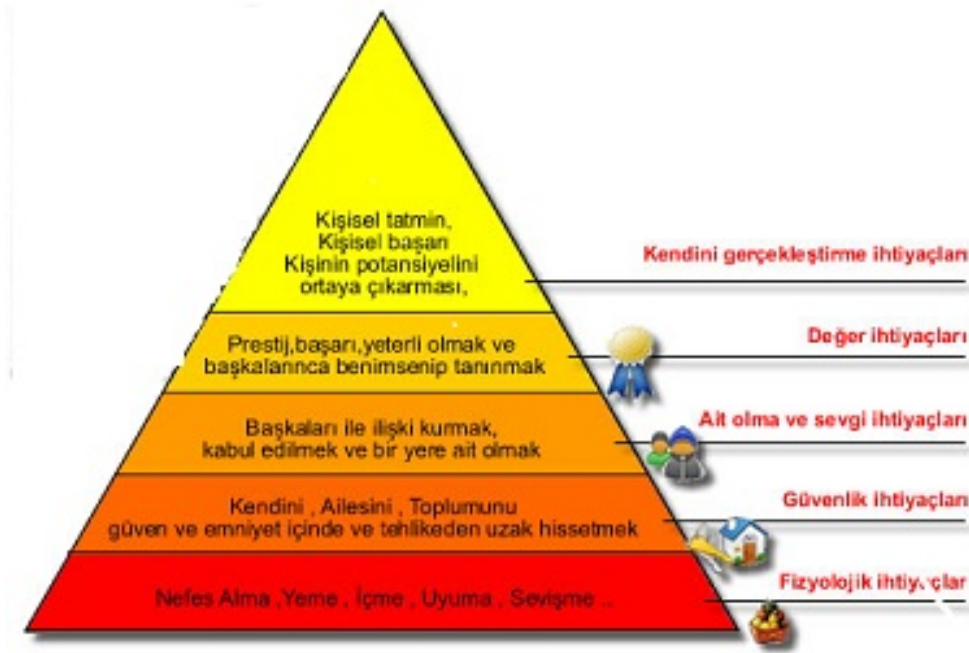 Kişisel tatmin,
Kişisel başarı
Kişinin potansiyelini
ortaya çıkarması,
Kendini gerçekleştirme ihtiyaçları
Prestij,başarı,yeterli olmak ve
başkalarınca benimsenip tanınmak
Değer ihtiyaçları
Başkaları ile ilişki kurmak,
kabul edilmek ve bir yere ait olmak
Ait olma ve sevgi ihtiyaçları
Kendini , Ailesini , Toplumunu
güven ve emniyet içinde ve tehlikeden uzak hissetmek
Güvenlik ihtiyaçları
Nefes Alma ,Yeme , İçme , Uyuma , Sevişme ..
Fizyolojik ihtiyaçlar